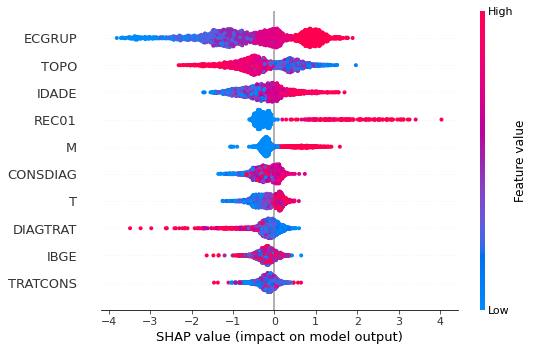 High
ECGRUP
TOPO
IDADE
REC01
M
CONSDIAG
T
DIAGTRAT
IBGE
TRATCONS
Feature value
Low
−4 −3 −2 −1 0 1 2 3 4
SHAP value (impact on model output)